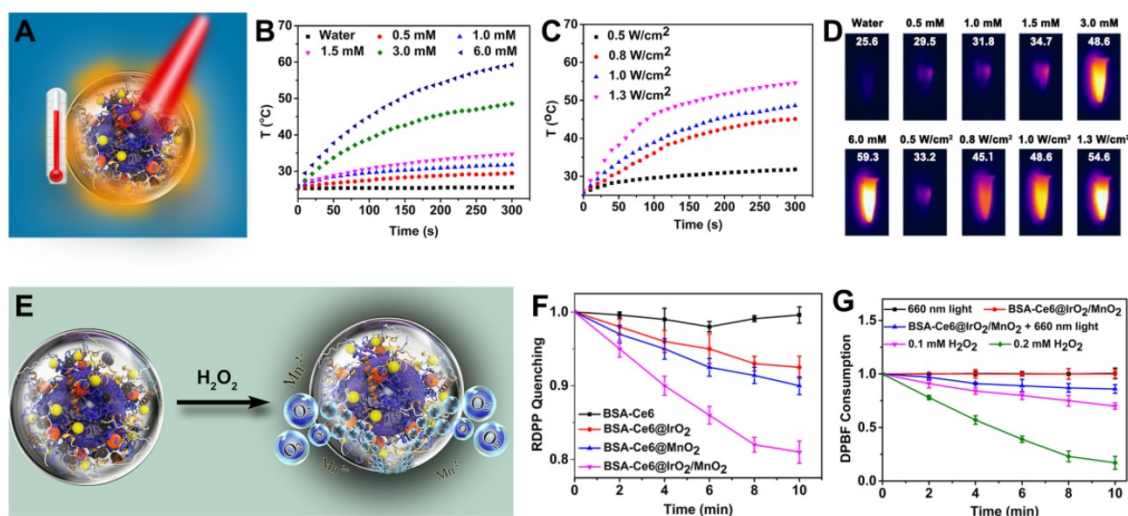 A
B
Water 0.5 mM 1.0 mM
1.5 mM 3.0 mM 6.0 mM
T (°C)
70
60
50
40
30
0 50 100 150 200 250 300
Time (s)
C
0.5 W/cm²
0.8 W/cm²
1.0 W/cm²
1.3 W/cm²
T (°C)
70
60
50
40
30
0 50 100 150 200 250 300
Time (s)
D
Water 0.5 mM 1.0 mM 1.5 mM 3.0 mM
25.6 29.5 31.8 34.7 48.6
6.0 mM 0.5 W/cm² 0.8 W/cm² 1.0 W/cm² 1.3 W/cm²
59.3 33.2 45.1 48.6 54.6
E
H₂O₂
O₂ O₂
O₂ O₂
F
RDPP Quenching
1.0
0.9
0.8
BSA-Ce6
BSA-Ce6@IrO₂
BSA-Ce6@MnO₂
BSA-Ce6@IrO₂/MnO₂
0 2 4 6 8 10
Time (min)
G
660 nm light BSA-Ce6@IrO₂/MnO₂
BSA-Ce6@IrO₂/MnO₂ + 660 nm light
0.1 mM H₂O₂ 0.2 mM H₂O₂
DPBF Consumption
1.5
1.0
0.5
0.0
0 2 4 6 8 10
Time (min)